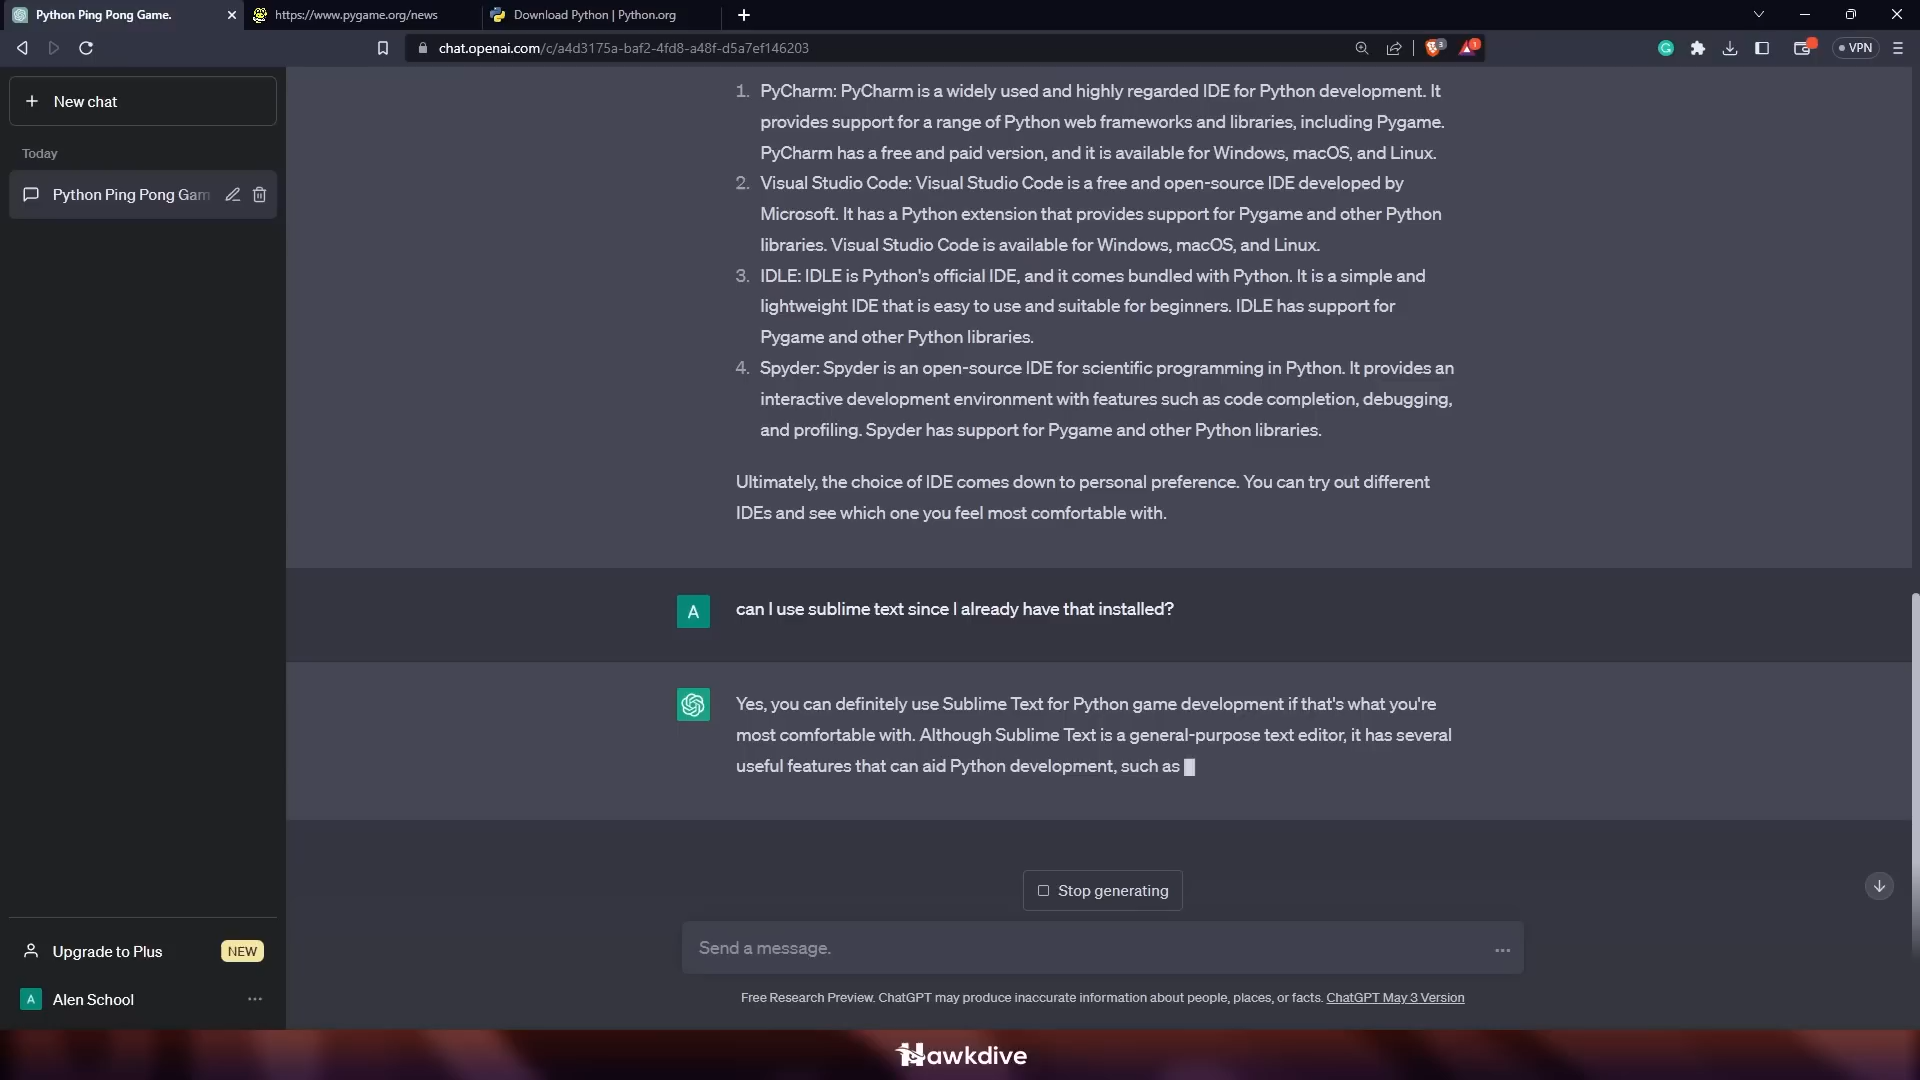 Python Ping Pong Game.
https://www.pygame.org/news
Download Python | Python.org
chat.openai.com/c/a4d3175a-baf2-4fd8-a48f-d5a7ef146203
3
1
VPN
New chat
Today
Python Ping Pong Gam
1. PyCharm: PyCharm is a widely used and highly regarded IDE for Python development. It
provides support for a range of Python web frameworks and libraries, including Pygame.
PyCharm has a free and paid version, and it is available for Windows, macOS, and Linux.
2. Visual Studio Code: Visual Studio Code is a free and open-source IDE developed by
Microsoft. It has a Python extension that provides support for Pygame and other Python
libraries. Visual Studio Code is available for Windows, macOS, and Linux.
3. IDLE: IDLE is Python's official IDE, and it comes bundled with Python. It is a simple and
lightweight IDE that is easy to use and suitable for beginners. IDLE has support for
Pygame and other Python libraries.
4. Spyder: Spyder is an open-source IDE for scientific programming in Python. It provides an
interactive development environment with features such as code completion, debugging,
and profiling. Spyder has support for Pygame and other Python libraries.
Ultimately, the choice of IDE comes down to personal preference. You can try out different
IDEs and see which one you feel most comfortable with.
A
can I use sublime text since I already have that installed?
Yes, you can definitely use Sublime Text for Python game development if that's what you're
most comfortable with. Although Sublime Text is a general-purpose text editor, it has several
useful features that can aid Python development, such as
Stop generating
Send a message.
Free Research Preview. ChatGPT may produce inaccurate information about people, places, or facts. ChatGPT May 3 Version
Upgrade to Plus NEW
A Alen School
Hawkdive